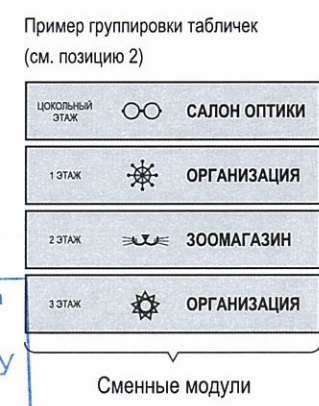 Пример группировки табличек
(см. позицию 2)
ЦОКОЛЬНЫЙ
ЭТАЖ
САЛОН ОПТИКИ
1 ЭТАЖ
ОРГАНИЗАЦИЯ
2 ЭТАЖ
ЗООМАГАЗИН
3 ЭТАЖ
ОРГАНИЗАЦИЯ
У
Сменные модули